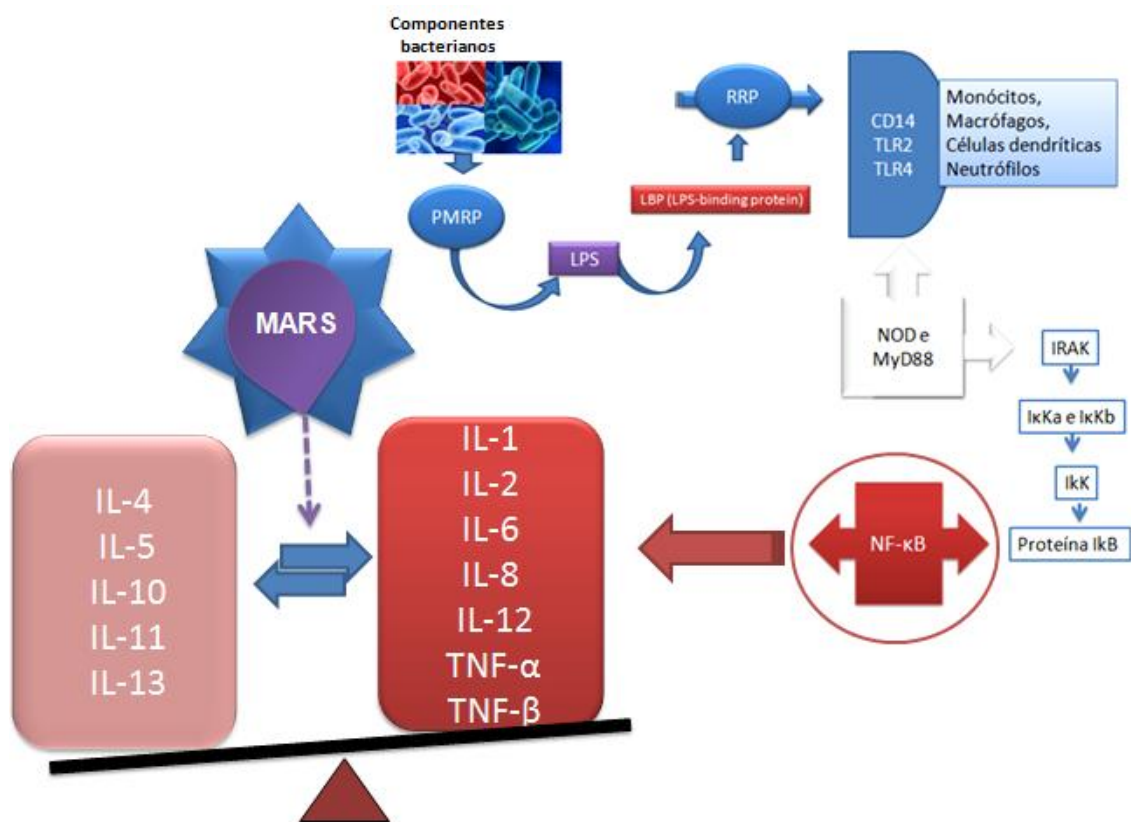 Componentes
bacterianos
PMRP
LPS
LBP (LPS-binding protein)
RRP
CD14
TLR2
TLR4
Monócitos,
Macrófagos,
Células dendríticas
Neutrófilos
NOD e
MyD88
IRAK
IκKa e IκKb
IkK
Proteína IkB
NF-κB
MARS
IL-4
IL-5
IL-10
IL-11
IL-13
IL-1
IL-2
IL-6
IL-8
IL-12
TNF-α
TNF-β